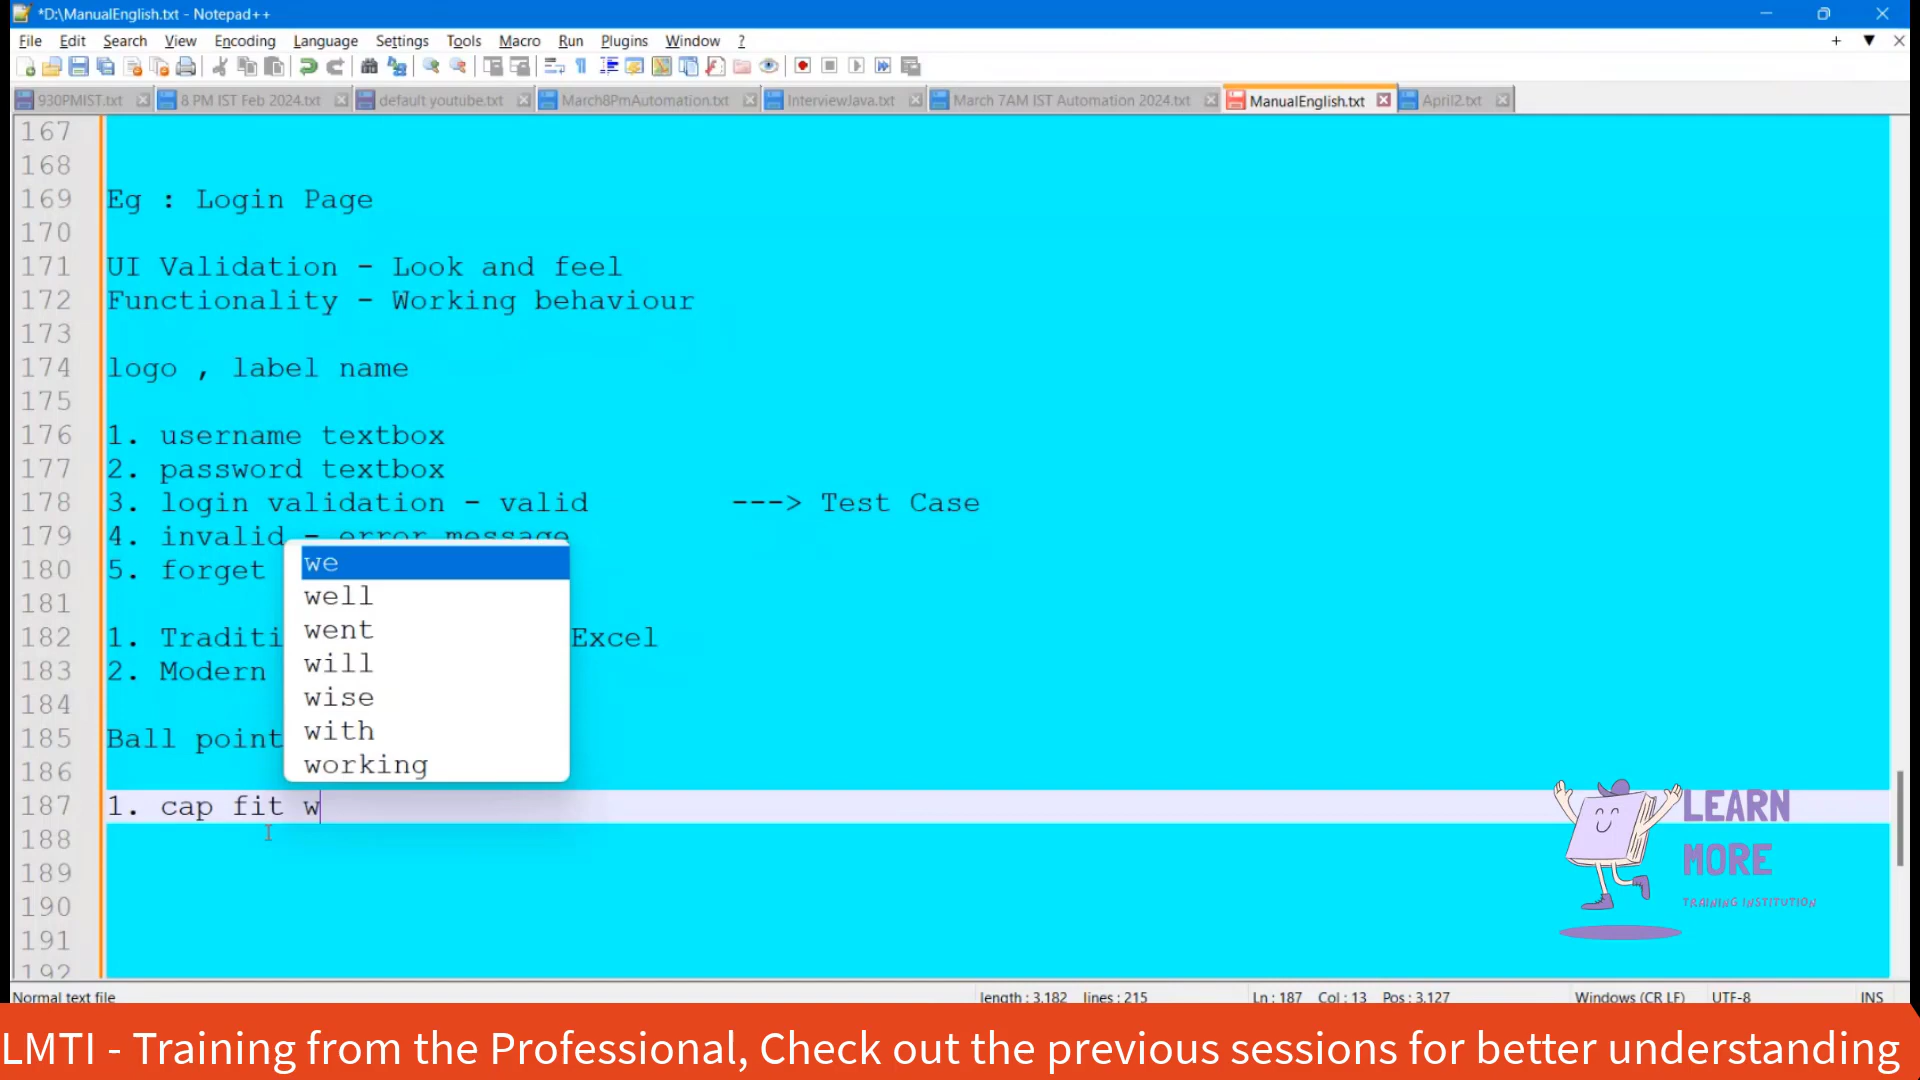 *D:\ManualEnglish.txt - Notepad++
File Edit Search View Encoding Language Settings Tools Macro Run Plugins Window ?
930PMIST.txt 8 PM IST Feb 2024.txt default youtube.txt March8PmAutomation.txt InterviewJava.txt March 7AM IST Automation 2024.txt ManualEnglish.txt April2.txt
167
168
169 Eg : Login Page
170
171 UI Validation - Look and feel
172 Functionality - Working behaviour
173
174 logo , label name
175
176 1. username textbox
177 2. password textbox
178 3. login validation - valid ---> Test Case
179 4. invalid - error message
180 5. forget
181
182 1. Traditi Excel
183 2. Modern
184
185 Ball point
186
187 1. cap fit w
188
189
190
191
192
we
well
went
will
wise
with
working
LEARN
MORE
TRAINING INSTITUTION
Normal text file length : 3,182 lines : 215 Ln : 187 Col : 13 Pos : 3,127 Windows (CR LF) UTF-8 INS
LMTI - Training from the Professional, Check out the previous sessions for better understanding